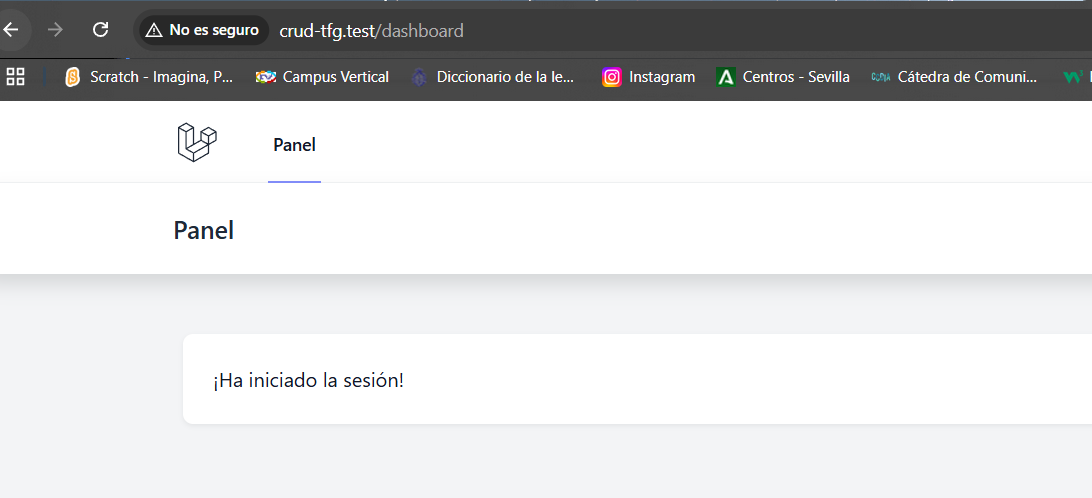 No es seguro crud-tfg.test/dashboard
Scratch - Imagina, P... Campus Vertical Diccionario de la le... Instagram Centros - Sevilla Cátedra de Comuni...
Panel
Panel
¡Ha iniciado la sesión!